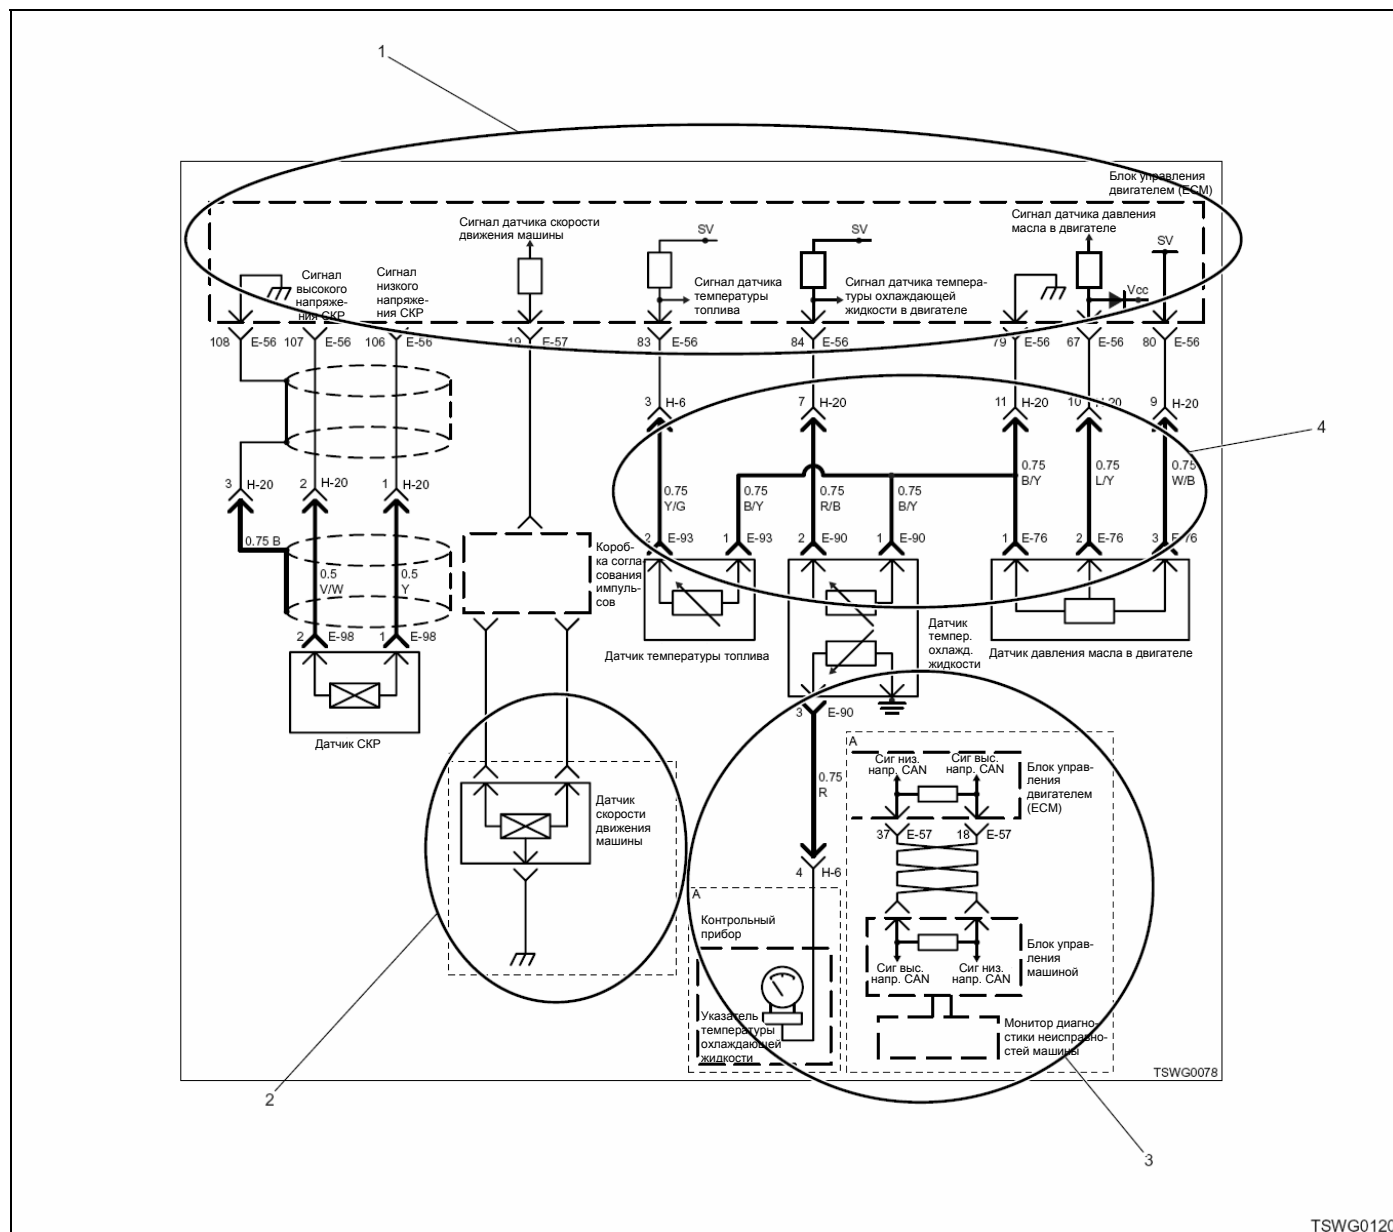 1
Блок управления
двигателем (ECM)
Сигнал датчика скорости
движения машины
Сигнал датчика давления
масла в двигателе
SV
SV
SV
Сигнал
высокого
напряже-
ния СКР
Сигнал
низкого
напряже-
ния СКР
Сигнал датчика
температуры
топлива
Сигнал датчика темпера-
туры охлаждающей
жидкости в двигателе
Vcc
108 E-56 107 E-56 106 E-56 19 E-57 83 E-56 84 E-56 79 E-56 67 E-56 80 E-56
3 H-6 7 H-20 11 H-20 10 H-20 9 H-20
4
3 H-20 2 H-20 1 H-20
0.75
Y/G
0.75
B/Y
0.75
R/B
0.75
B/Y
0.75
B/Y
0.75
L/Y
0.75
W/B
2 E-93 1 E-93 2 E-90 1 E-90 1 E-76 2 E-76 3 E-76
0.75 B
0.5
V/W
0.5
Y
Короб-
ка согла-
сования
импуль-
сов
2 E-98 1 E-98
Датчик температуры топлива
Датчик
темпер.
охлажд.
жидкости
Датчик давления масла в двигателе
Датчик СКР
3 E-90
0.75
R
4 H-6
Датчик
скорости
движения
машины
A
Сиг низ.
напр. CAN
Сиг выс.
напр. CAN
Блок управ-
ления
двигателем
(ECM)
37 E-57 18 E-57
Сиг выс.
напр. CAN
Сиг низ.
напр. CAN
Блок управ-
ления
машиной
Монитор диагно-
стики неисправно-
стей машины
A
Контрольный
прибор
Указатель
температуры
охлаждающей
жидкости
TSWG0078
2
3
TSWG0120